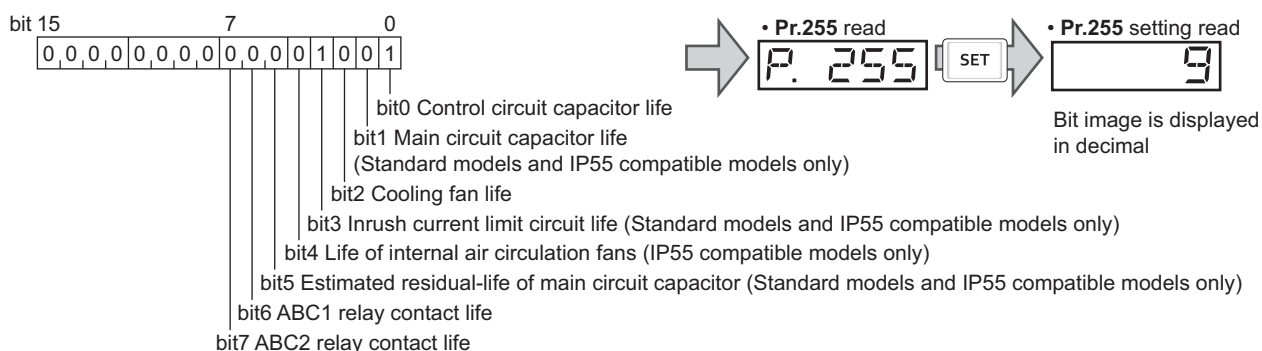 bit 15 7 0
0 0 0 0 0 0 0 0 0 0 0 0 1 0 0 1
• Pr.255 read
P. 255
SET
• Pr.255 setting read
9
Bit image is displayed
in decimal
bit0 Control circuit capacitor life
bit1 Main circuit capacitor life
(Standard models and IP55 compatible models only)
bit2 Cooling fan life
bit3 Inrush current limit circuit life (Standard models and IP55 compatible models only)
bit4 Life of internal air circulation fans (IP55 compatible models only)
bit5 Estimated residual-life of main circuit capacitor (Standard models and IP55 compatible models only)
bit6 ABC1 relay contact life
bit7 ABC2 relay contact life